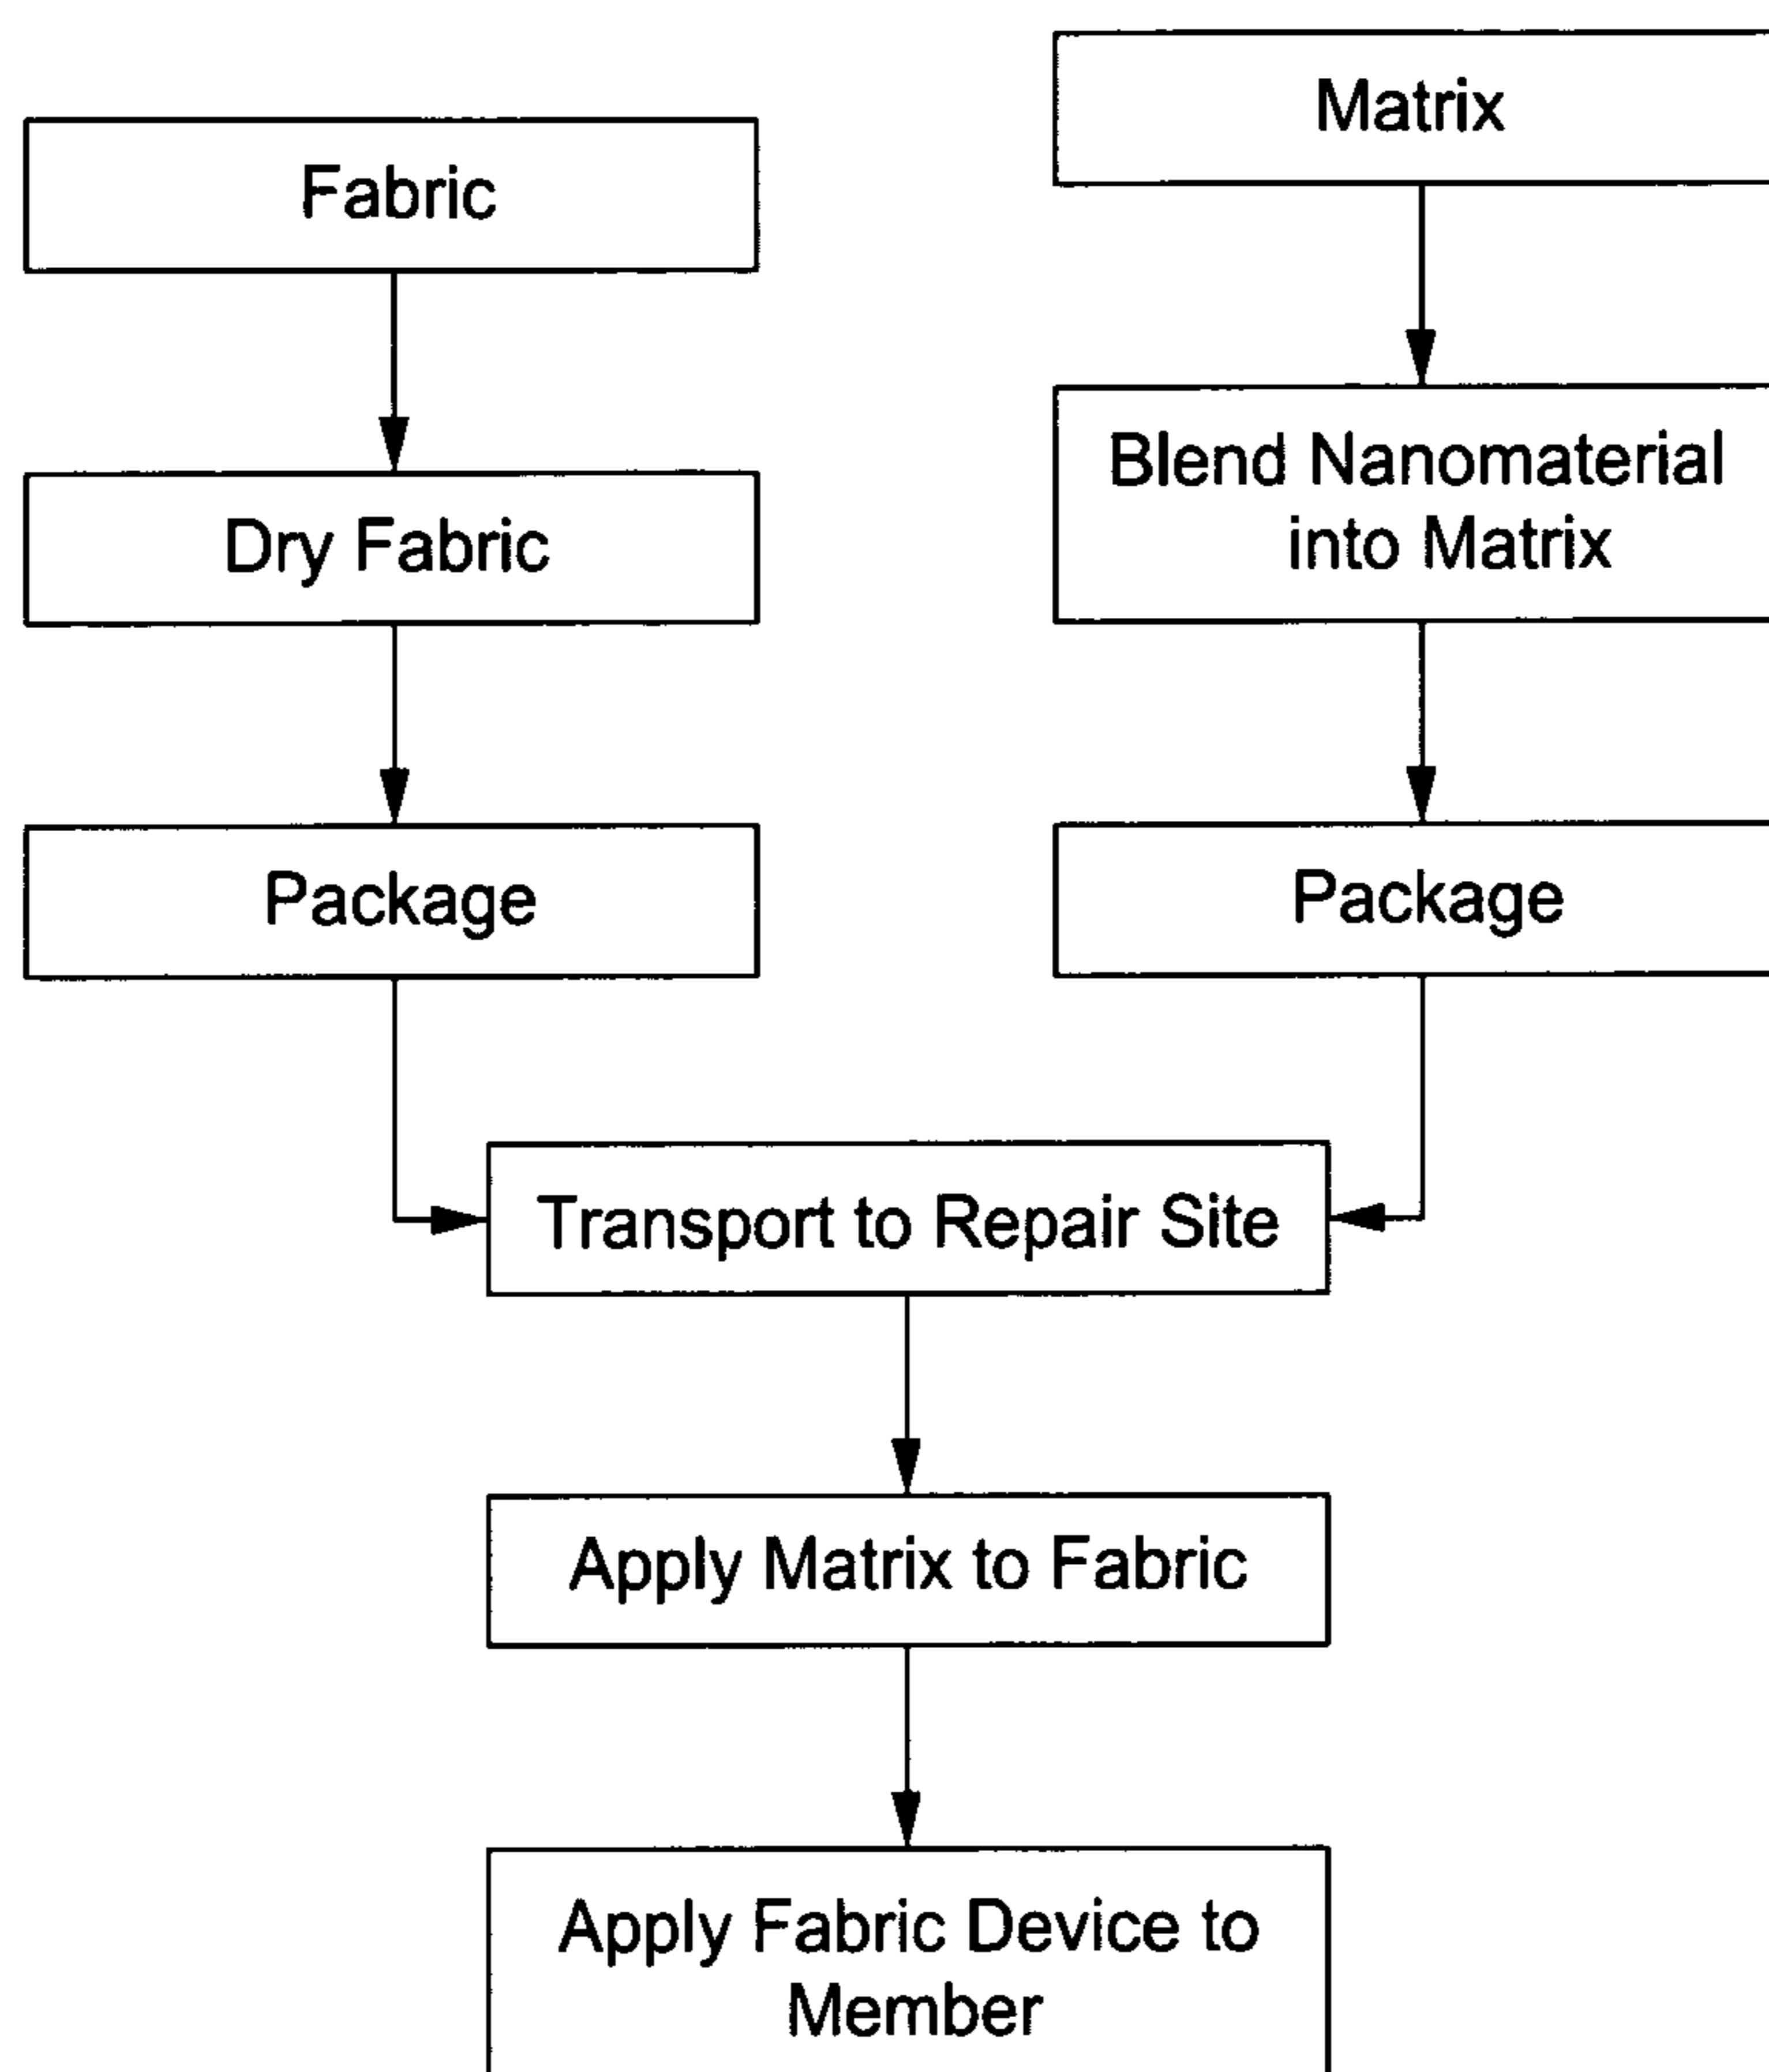 Fabric
Dry Fabric
Package
Matrix
Blend Nanomaterial
into Matrix
Package
Transport to Repair Site
Apply Matrix to Fabric
Apply Fabric Device to
Member